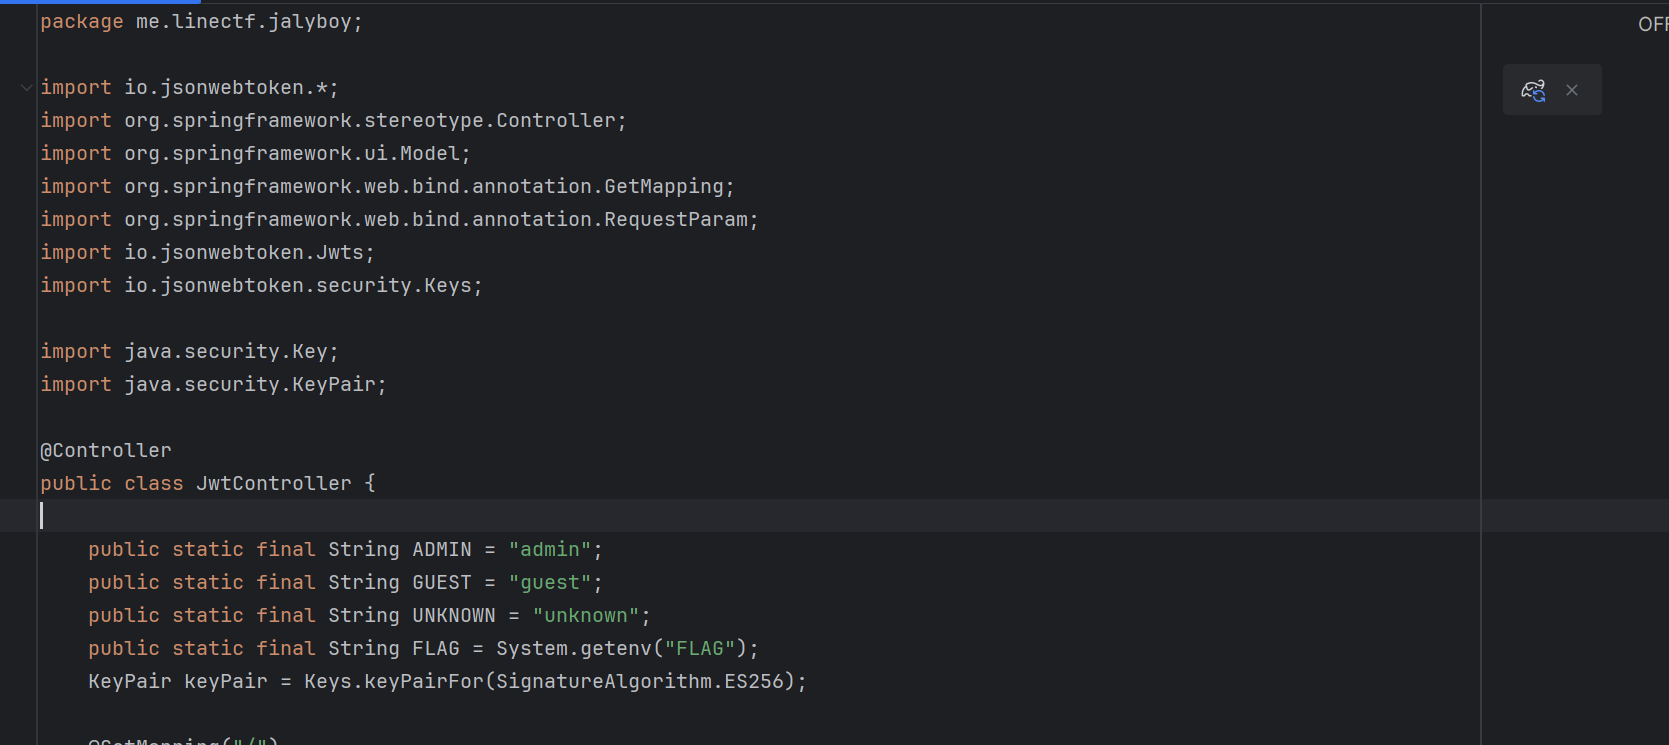 package me.linectf.jalyboy;
OFF
import io.jsonwebtoken.*;
import org.springframework.stereotype.Controller;
import org.springframework.ui.Model;
import org.springframework.web.bind.annotation.GetMapping;
import org.springframework.web.bind.annotation.RequestParam;
import io.jsonwebtoken.Jwts;
import io.jsonwebtoken.security.Keys;
import java.security.Key;
import java.security.KeyPair;
@Controller
public class JwtController {
public static final String ADMIN = "admin";
public static final String GUEST = "guest";
public static final String UNKNOWN = "unknown";
public static final String FLAG = System.getenv("FLAG");
KeyPair keyPair = Keys.keyPairFor(SignatureAlgorithm.ES256);
@GetMapping("/")